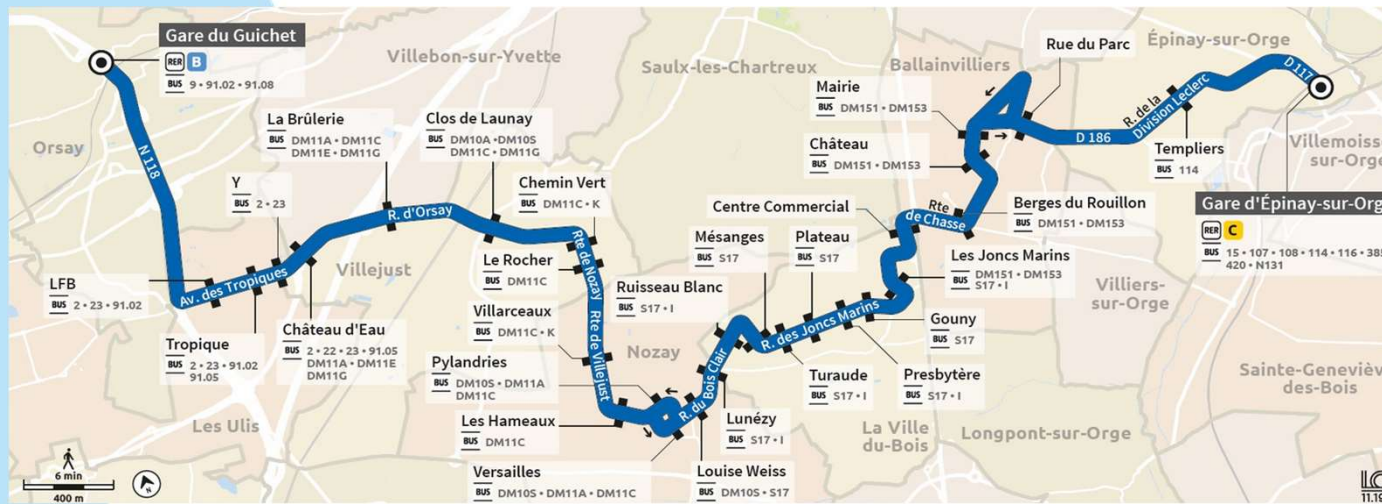 Gare du Guichet
RER B
BUS 9 • 91.02 • 91.08
Villebon-sur-Yvette
Saulx-les-Chartreux
Ballainvilliers
Rue du Parc
Épinay-sur-Orge
Orsay
N 118
La Brûlerie
BUS DM11A • DM11C
DM11E • DM11G
Clos de Launay
BUS DM10A • DM10S
DM11C • DM11G
Mairie
BUS DM151 • DM153
Château
BUS DM151 • DM153
D 186
R. de la
Division Leclerc
D 117
Templiers
BUS 114
Villemoisso
sur-Orge
Y
BUS 2 • 23
R. d'Orsay
Chemin Vert
BUS DM11C • K
Centre Commercial
Rte
de Chasse
Berges du Rouillon
BUS DM151 • DM153
Gare d'Épinay-sur-Org
RER C
BUS 15 • 107 • 108 • 114 • 116 • 385
420 • N131
LFB
BUS 2 • 23 • 91.02
Av. des Tropiques
Villejust
Le Rocher
BUS DM11C
Rte de Nozay
Mésanges
BUS S17
Plateau
BUS S17
Les Joncs Marins
BUS DM151 • DM153
S17 • I
Villiers-
sur-Orge
Tropique
BUS 2 • 23 • 91.02
91.05
Château d'Eau
BUS 2 • 22 • 23 • 91.05
DM11A • DM11E
DM11G
Villarceaux
BUS DM11C • K
Rte de Villejust
Ruisseau Blanc
BUS S17 • I
Nozay
R. des Joncs Marins
Gouny
BUS S17
Pylandries
BUS DM10S • DM11A
DM11C
R. du Bois Clair
Turaude
BUS S17 • I
Presbytère
BUS S17 • I
Sainte-Geneviève
des-Bois
Les Ulis
Les Hameaux
BUS DM11C
Lunézy
BUS S17 • I
La Ville
du-Bois
Longpont-sur-Orge
Versailles
BUS DM10S • DM11A • DM11C
Louise Weiss
BUS DM10S • S17
6 min
400 m
N